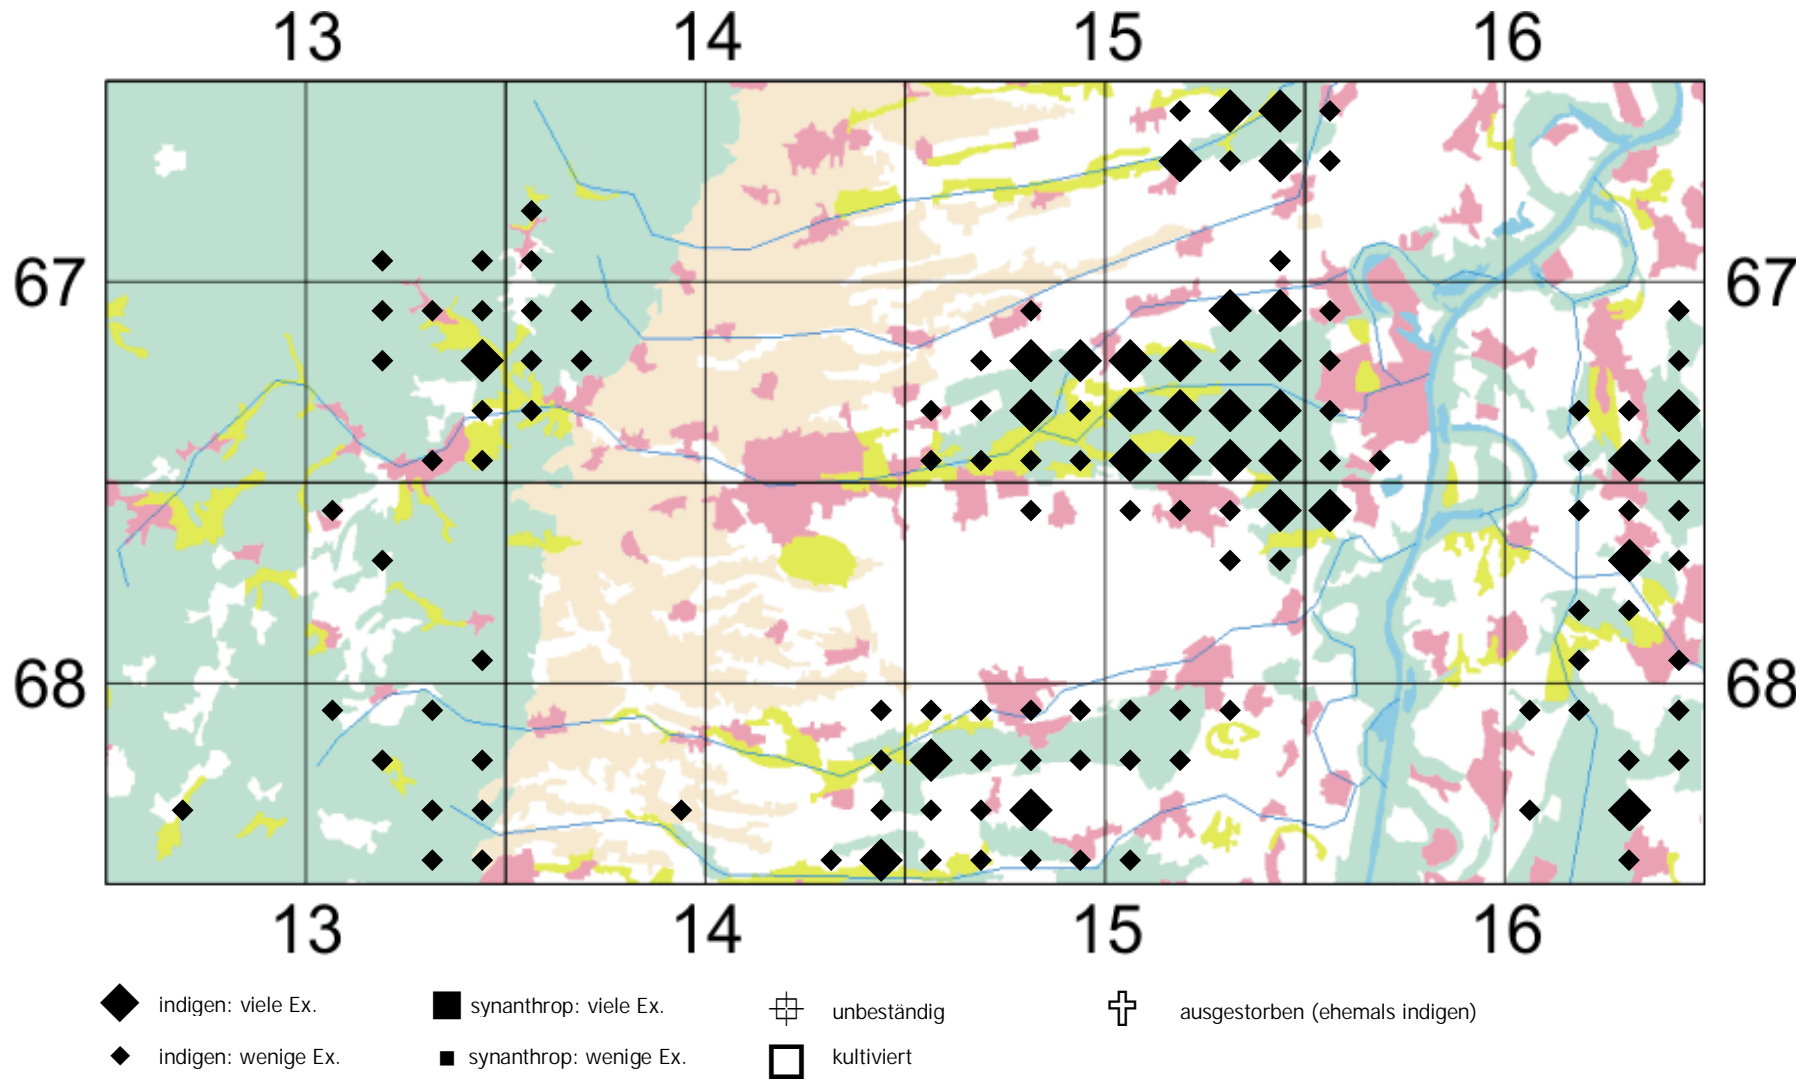 13 14 15 16
67 67
68 68
13 14 15 16
indigen: viele Ex. synanthrop: viele Ex. unbeständig ausgestorben (ehemals indigen)
indigen: wenige Ex. synanthrop: wenige Ex. kultiviert